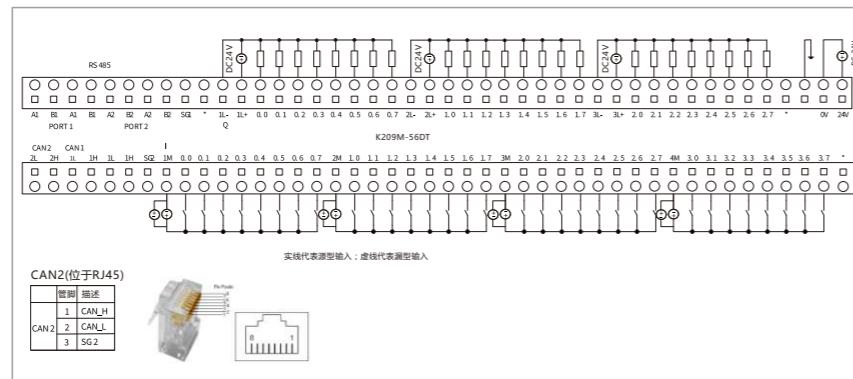 RS 485
DC24V
DC24V
DC24V
A1 B1 A1 B1 A2 B2 A2 B2 SG1 * 1L- 1L+ 0.0 0.1 0.2 0.3 0.4 0.5 0.6 0.7 2L- 2L+ 1.0 1.1 1.2 1.3 1.4 1.5 1.6 1.7 3L- 3L+ 2.0 2.1 2.2 2.3 2.4 2.5 2.6 2.7 * 0V 24V
PORT 1 PORT 2 Q
K209M-56DT
CAN2 CAN1 I
2L 2H 1L 1H 1L 1H SG2 1M 0.0 0.1 0.2 0.3 0.4 0.5 0.6 0.7 2M 1.0 1.1 1.2 1.3 1.4 1.5 1.6 1.7 3M 2.0 2.1 2.2 2.3 2.4 2.5 2.6 2.7 4M 3.0 3.1 3.2 3.3 3.4 3.5 3.6 3.7 *
实线代表源型输入；虚线代表漏型输入
CAN2(位于RJ45)
管脚 描述
CAN 2
1 CAN_H
2 CAN_L
3 SG 2
8 1